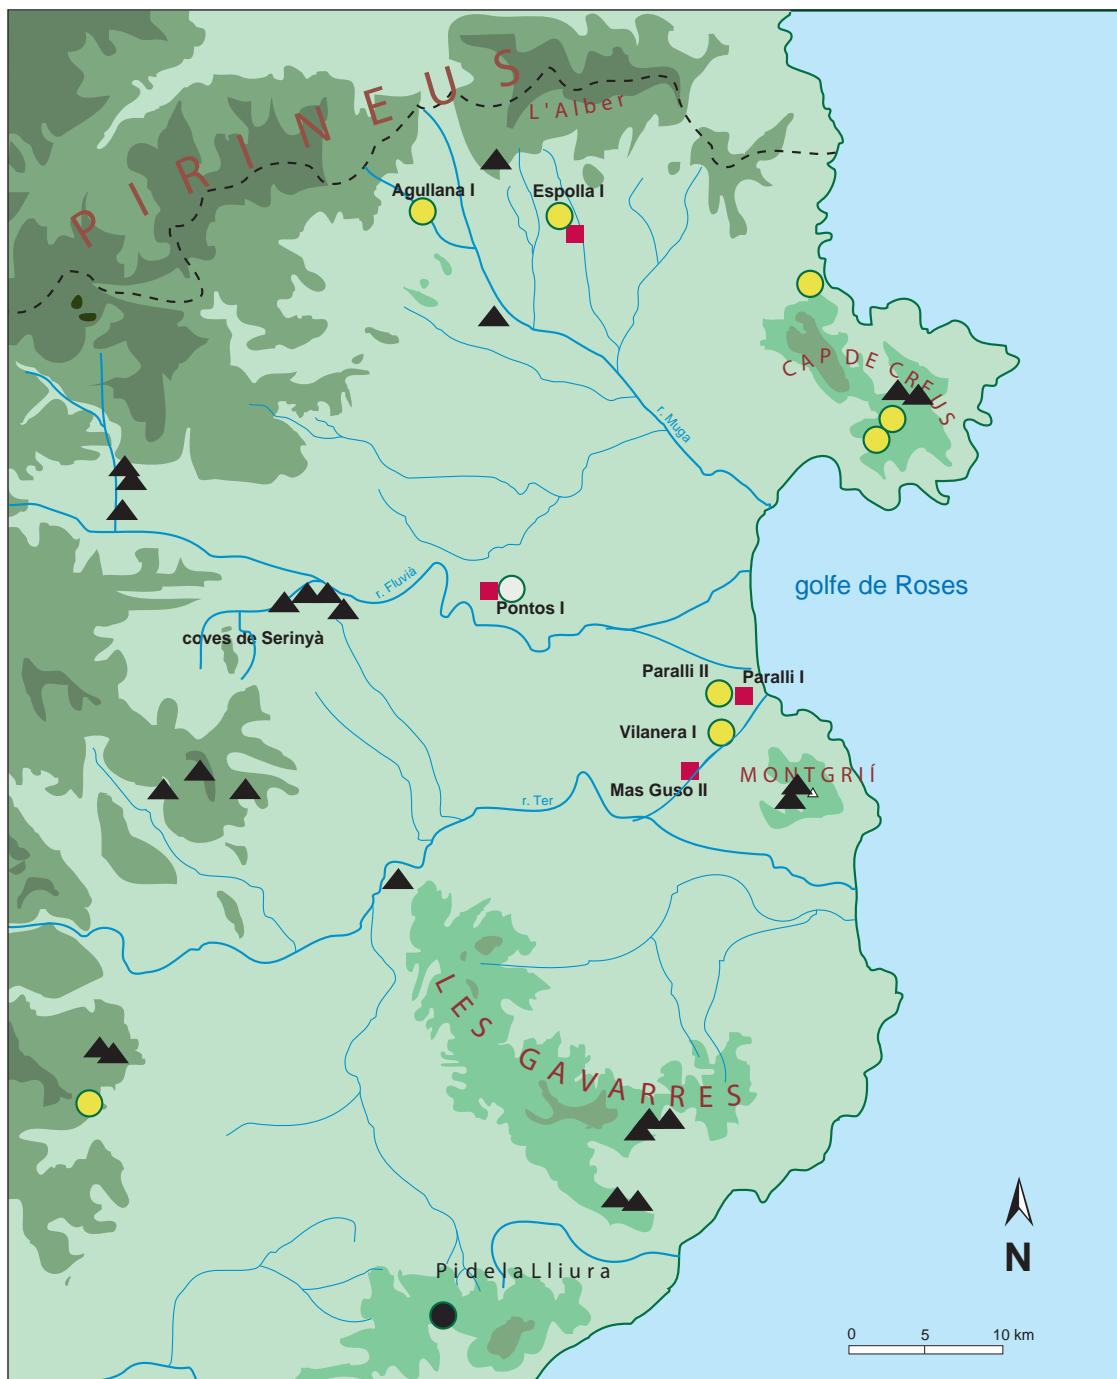 PIRINEUS
L'Alber
Agullana I
Espolla I
CAP DE CREUS
r. Muga
r. Fluvià
golfe de Roses
Pontos I
coves de Serinyà
Paralli II
Paralli I
Vilanera I
MONTGRIÍ
Mas Guso II
r. Ter
LES GAVARRES
N
PidelaLliura
0 5 10 km